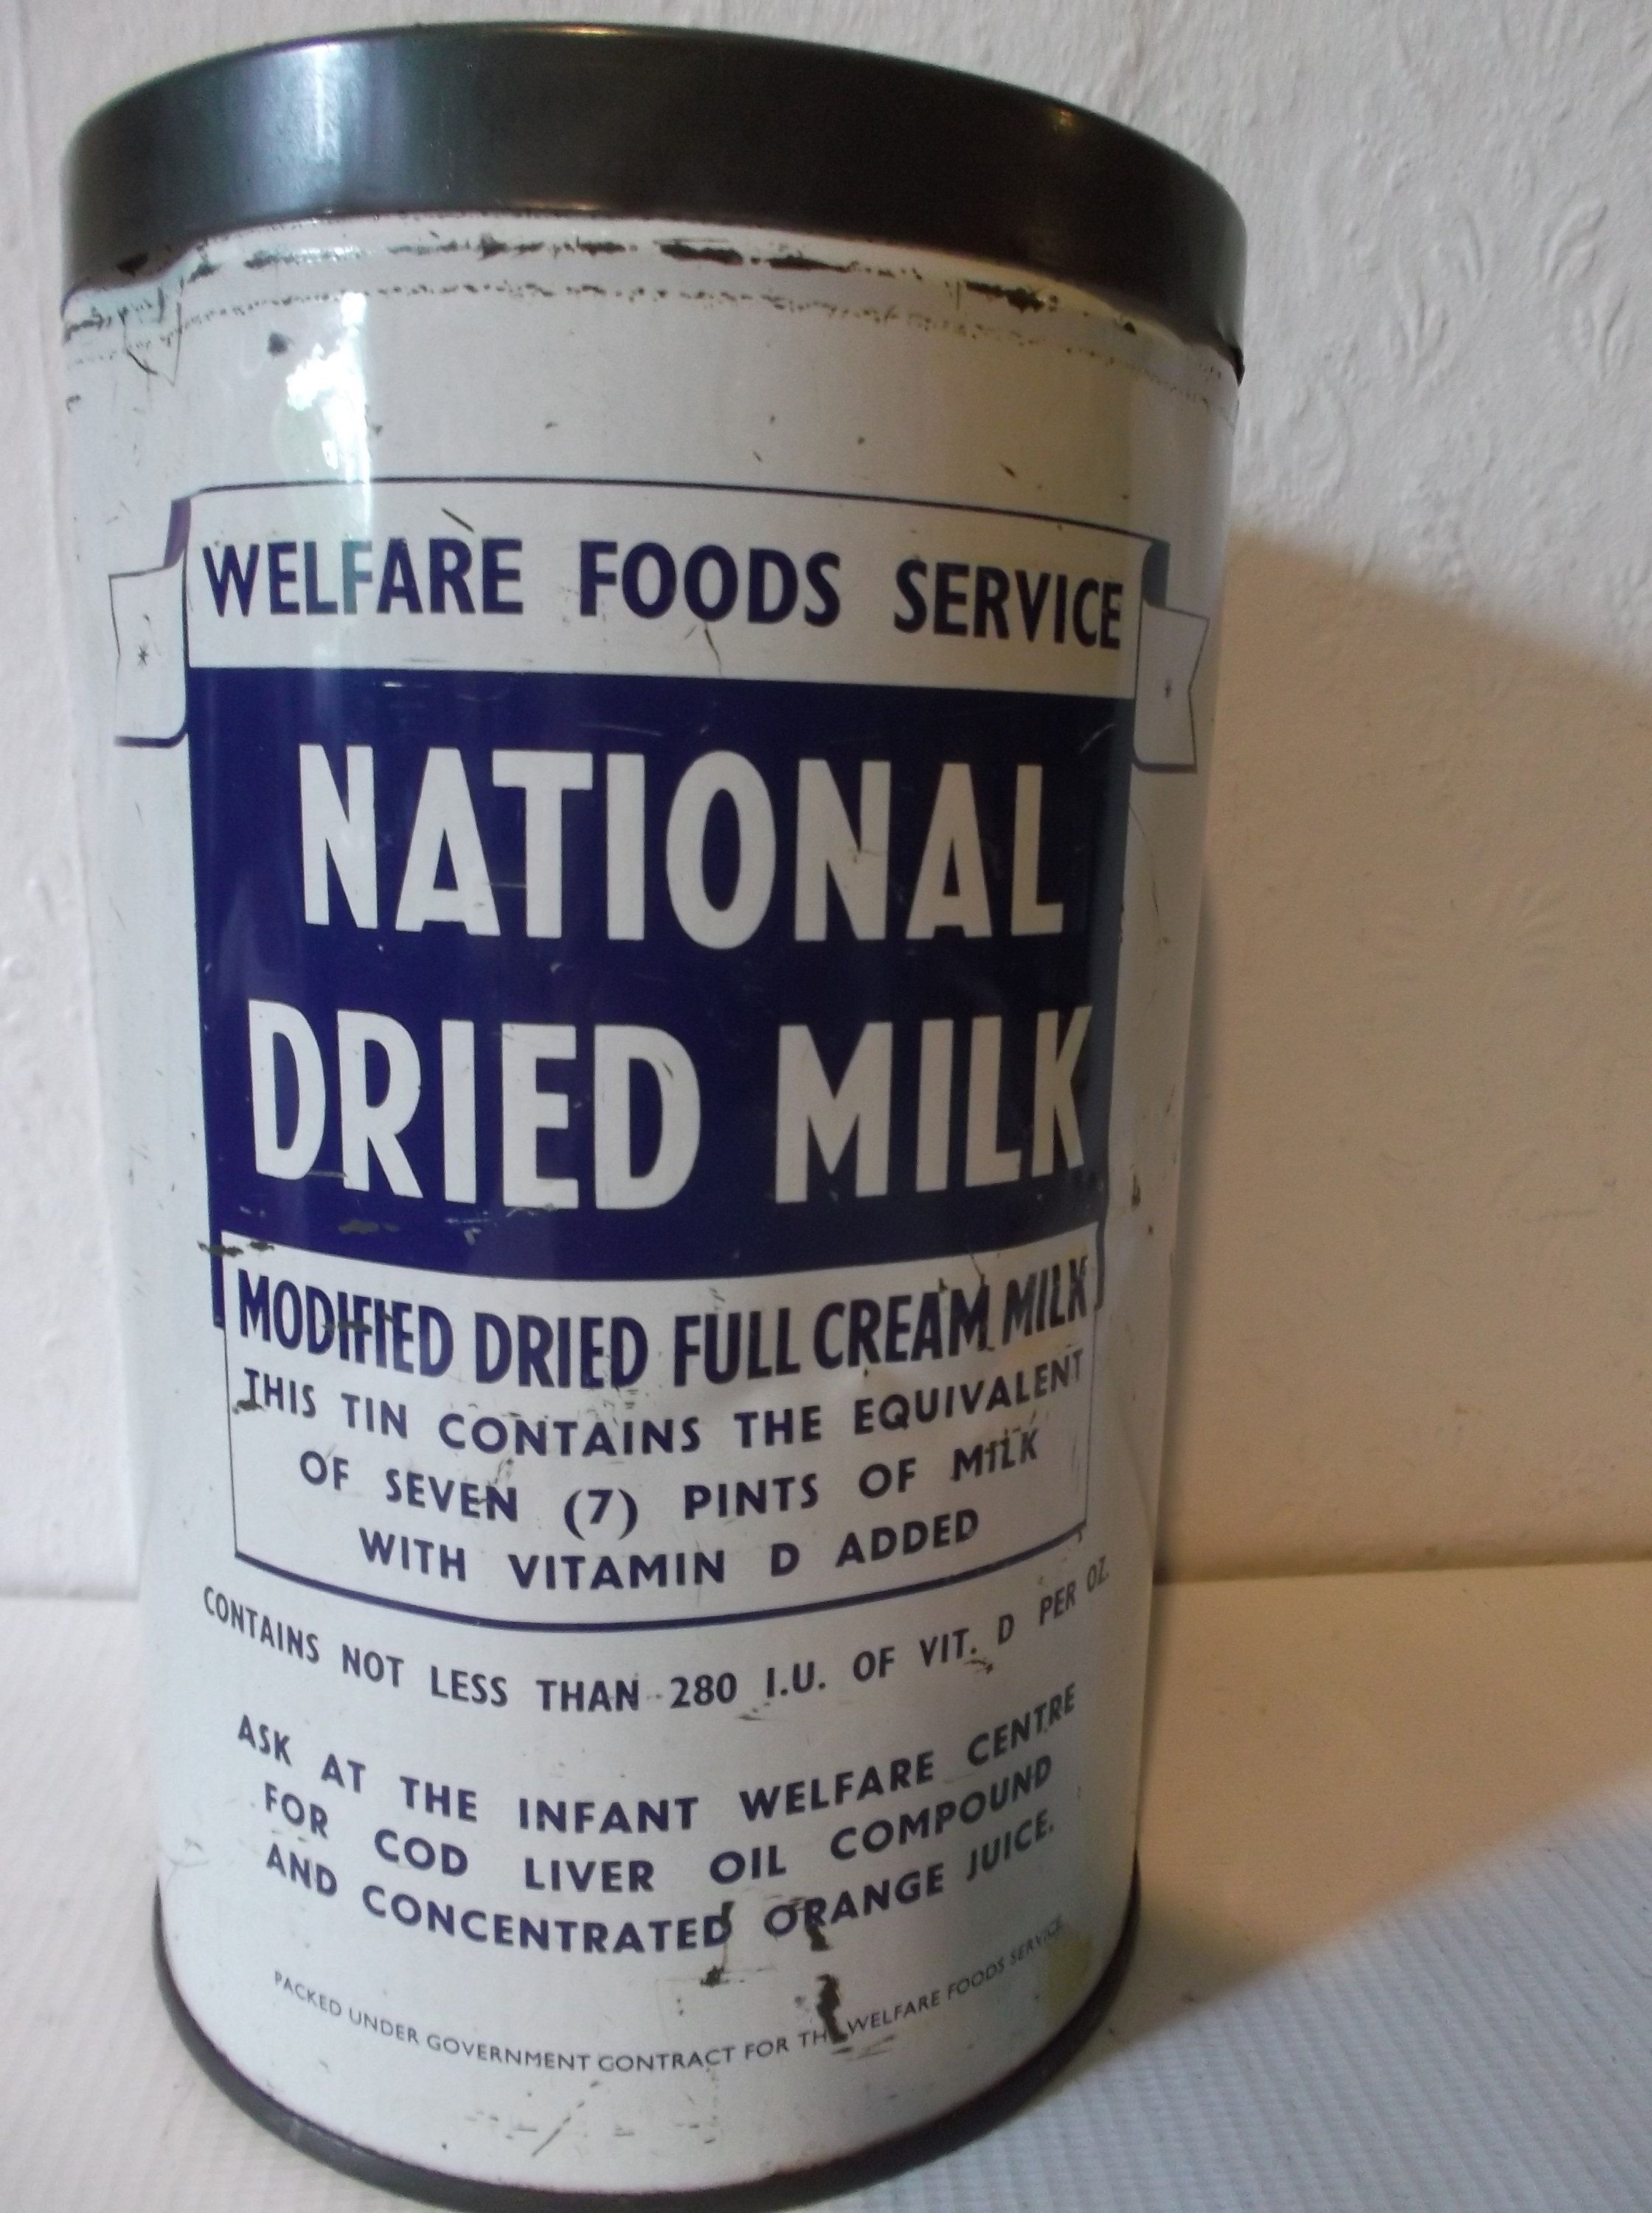 WELFARE FOODS SERVICE
NATIONAL
DRIED MILK
MODIFIED DRIED FULL CREAM MILK
THIS TIN CONTAINS THE EQUIVALENT
OF SEVEN (7) PINTS OF MILK
WITH VITAMIN D ADDED
CONTAINS NOT LESS THAN 280 I.U. OF VIT. D PER OZ.
ASK AT THE INFANT WELFARE CENTRE
FOR COD LIVER OIL COMPOUND
AND CONCENTRATED ORANGE JUICE.
PACKED UNDER GOVERNMENT CONTRACT FOR THE WELFARE FOODS SERVICE